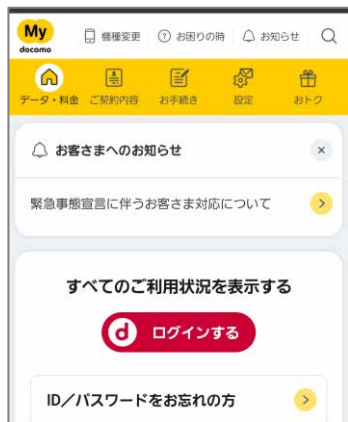 My
docomo
機種変更
お困りの時
お知らせ
データ・料金
ご契約内容
お手続き
設定
おトク
お客さまへのお知らせ
緊急事態宣言に伴うお客さま対応について
すべてのご利用状況を表示する
d ログインする
ID／パスワードをお忘れの方